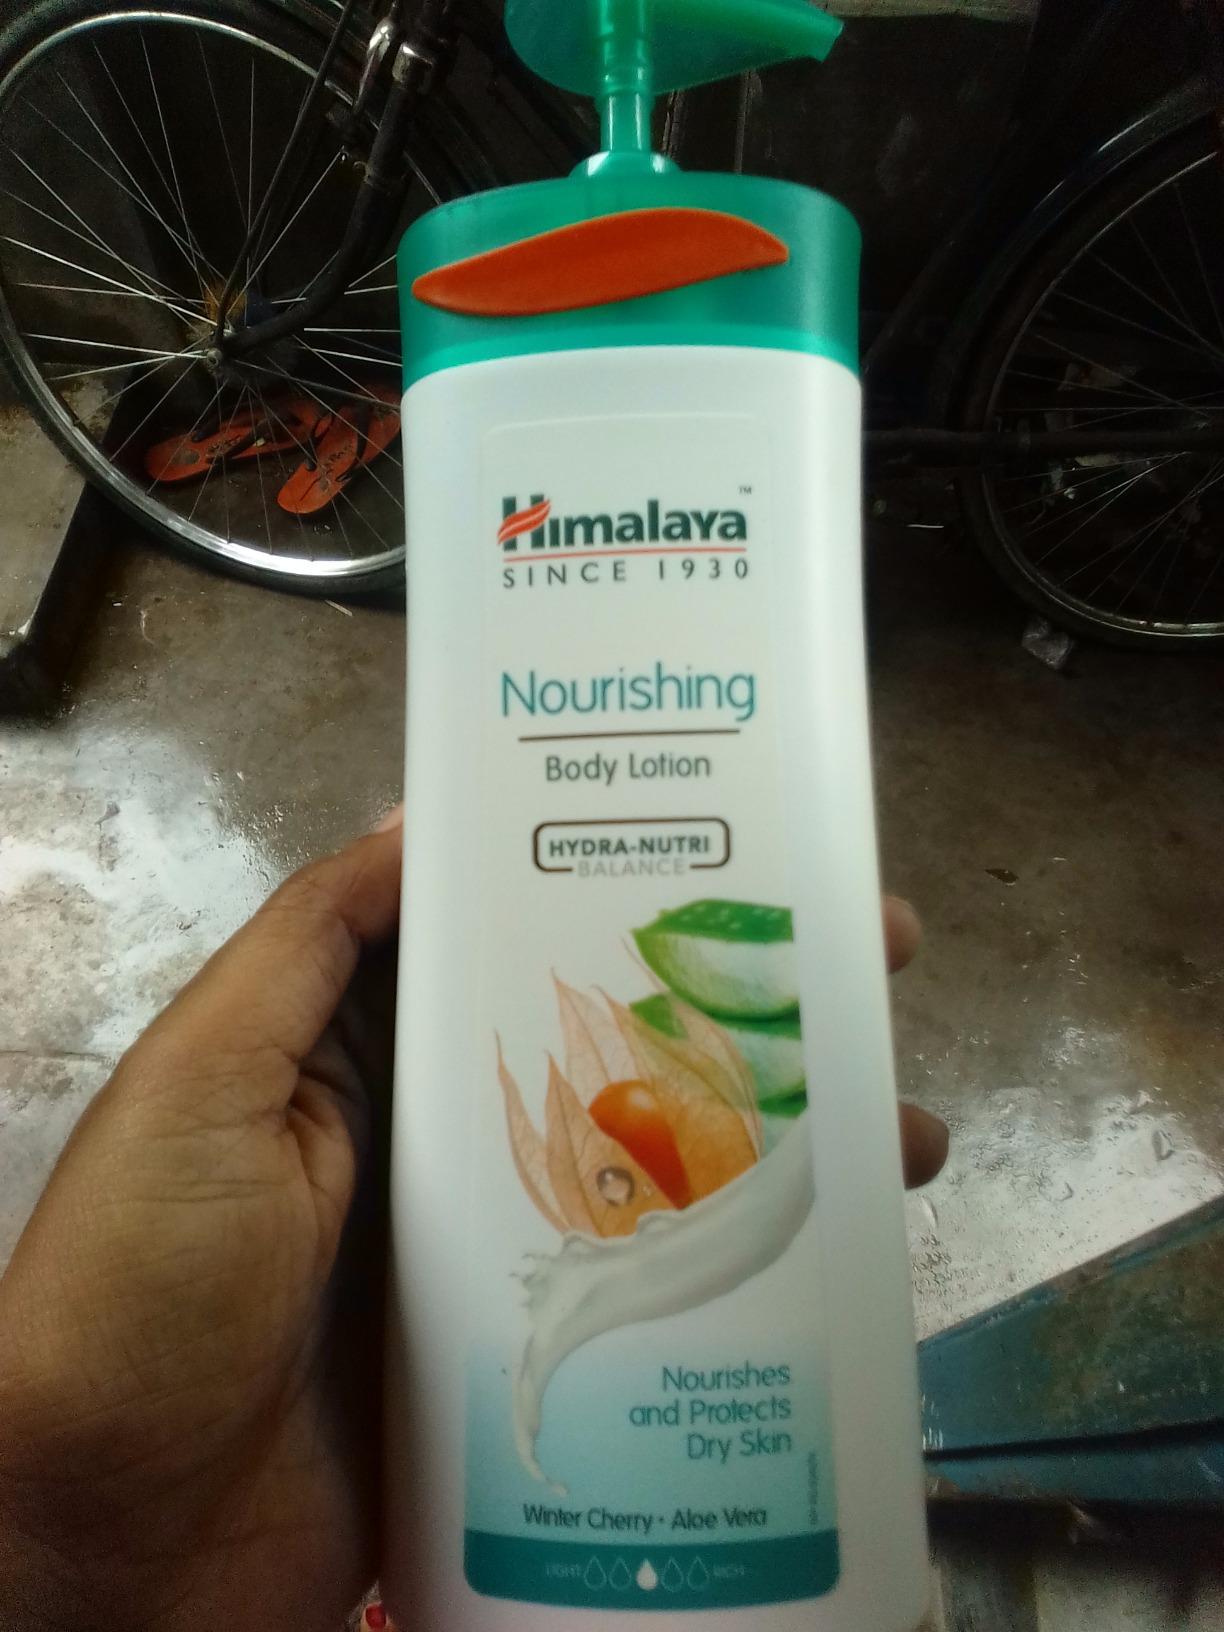 Himalaya™
SINCE 1930
Nourishing
Body Lotion
HYDRA-NUTRI
BALANCE
Nourishes
and Protects
Dry Skin
Winter Cherry • Aloe Vera
LIGHT RICH